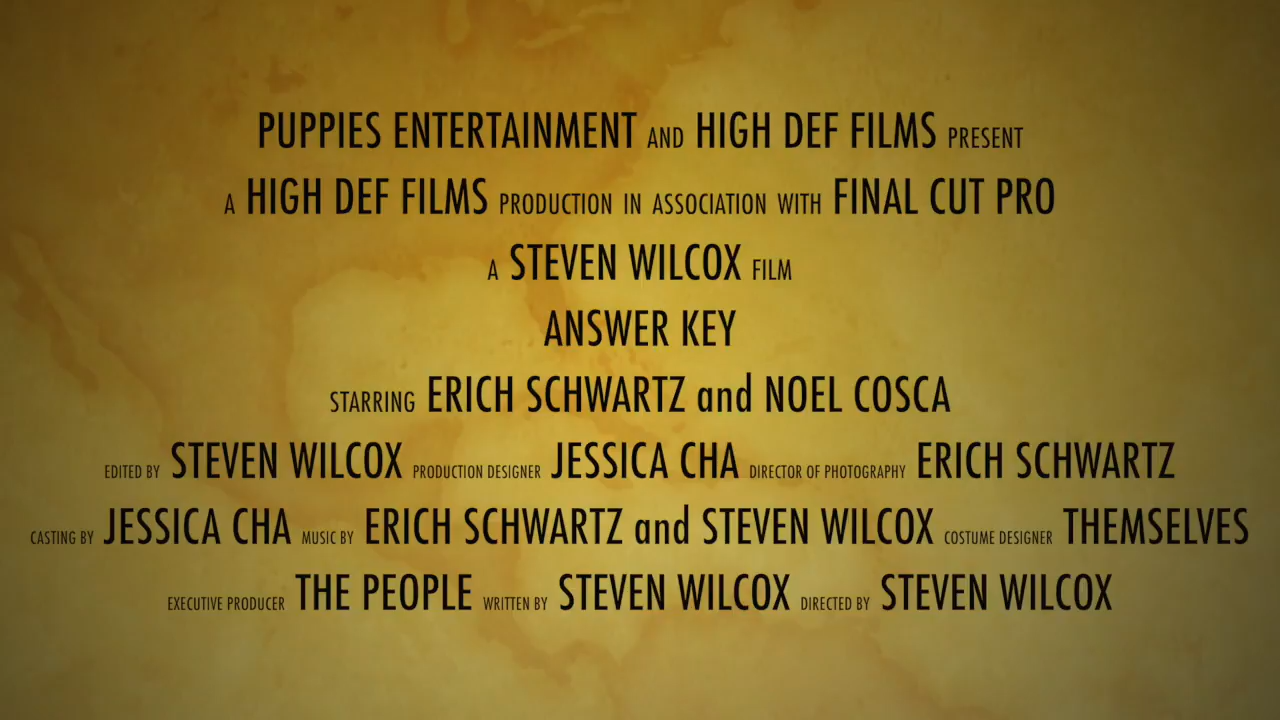 PUPPIES ENTERTAINMENT AND HIGH DEF FILMS PRESENT
A HIGH DEF FILMS PRODUCTION IN ASSOCIATION WITH FINAL CUT PRO
A STEVEN WILCOX FILM
ANSWER KEY
STARRING ERICH SCHWARTZ and NOEL COSCA
EDITED BY STEVEN WILCOX PRODUCTION DESIGNER JESSICA CHA DIRECTOR OF PHOTOGRAPHY ERICH SCHWARTZ
CASTING BY JESSICA CHA MUSIC BY ERICH SCHWARTZ and STEVEN WILCOX COSTUME DESIGNER THEMSELVES
EXECUTIVE PRODUCER THE PEOPLE WRITTEN BY STEVEN WILCOX DIRECTED BY STEVEN WILCOX